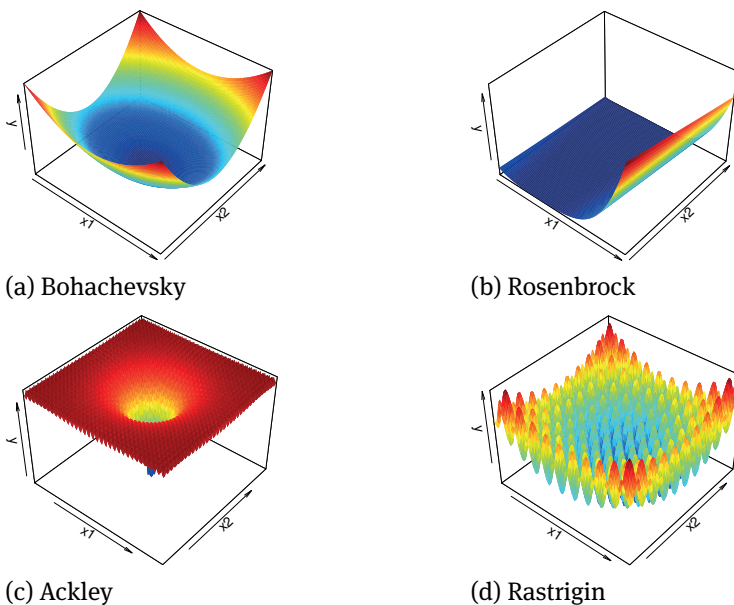 y
x1
x2
y
x1
x2
(a) Bohachevsky
(b) Rosenbrock
y
x1
x2
y
x1
x2
(c) Ackley
(d) Rastrigin